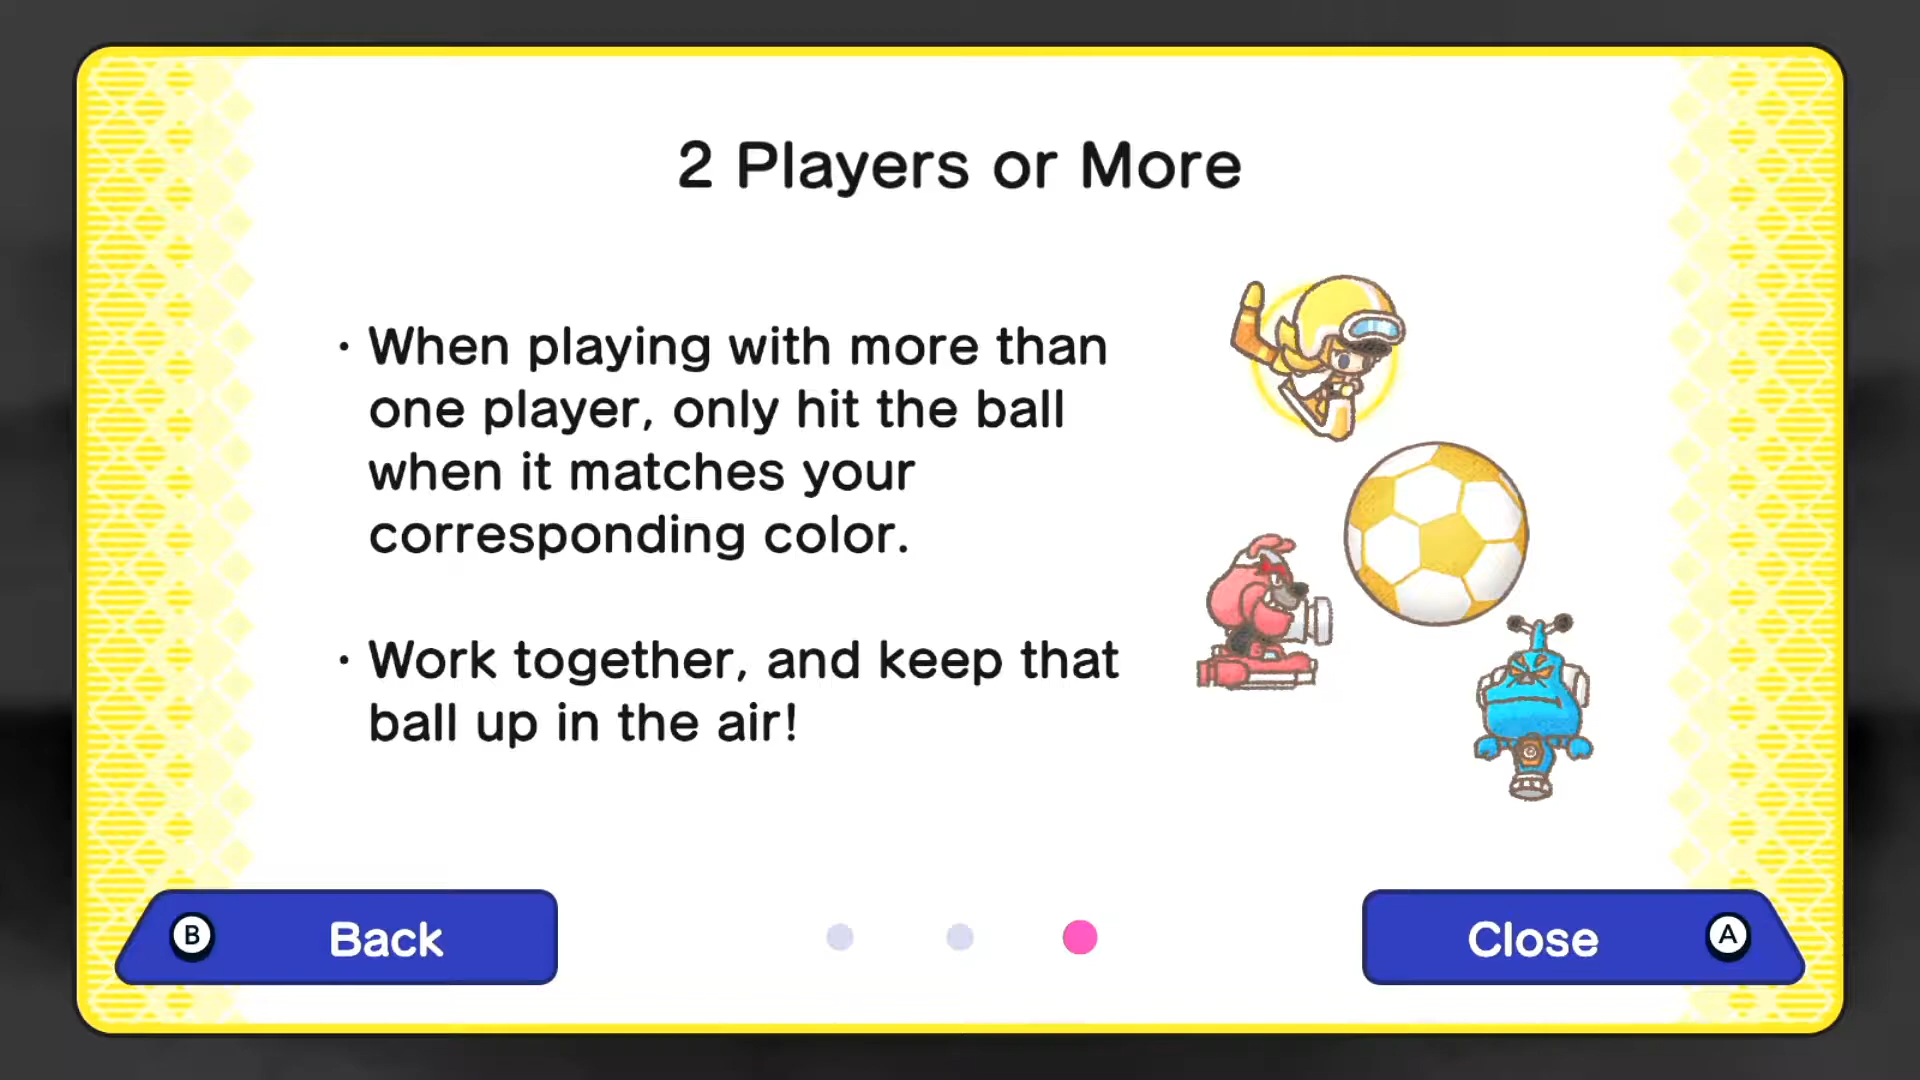 2 Players or More
· When playing with more than
one player, only hit the ball
when it matches your
corresponding color.
· Work together, and keep that
ball up in the air!
B Back
Close A